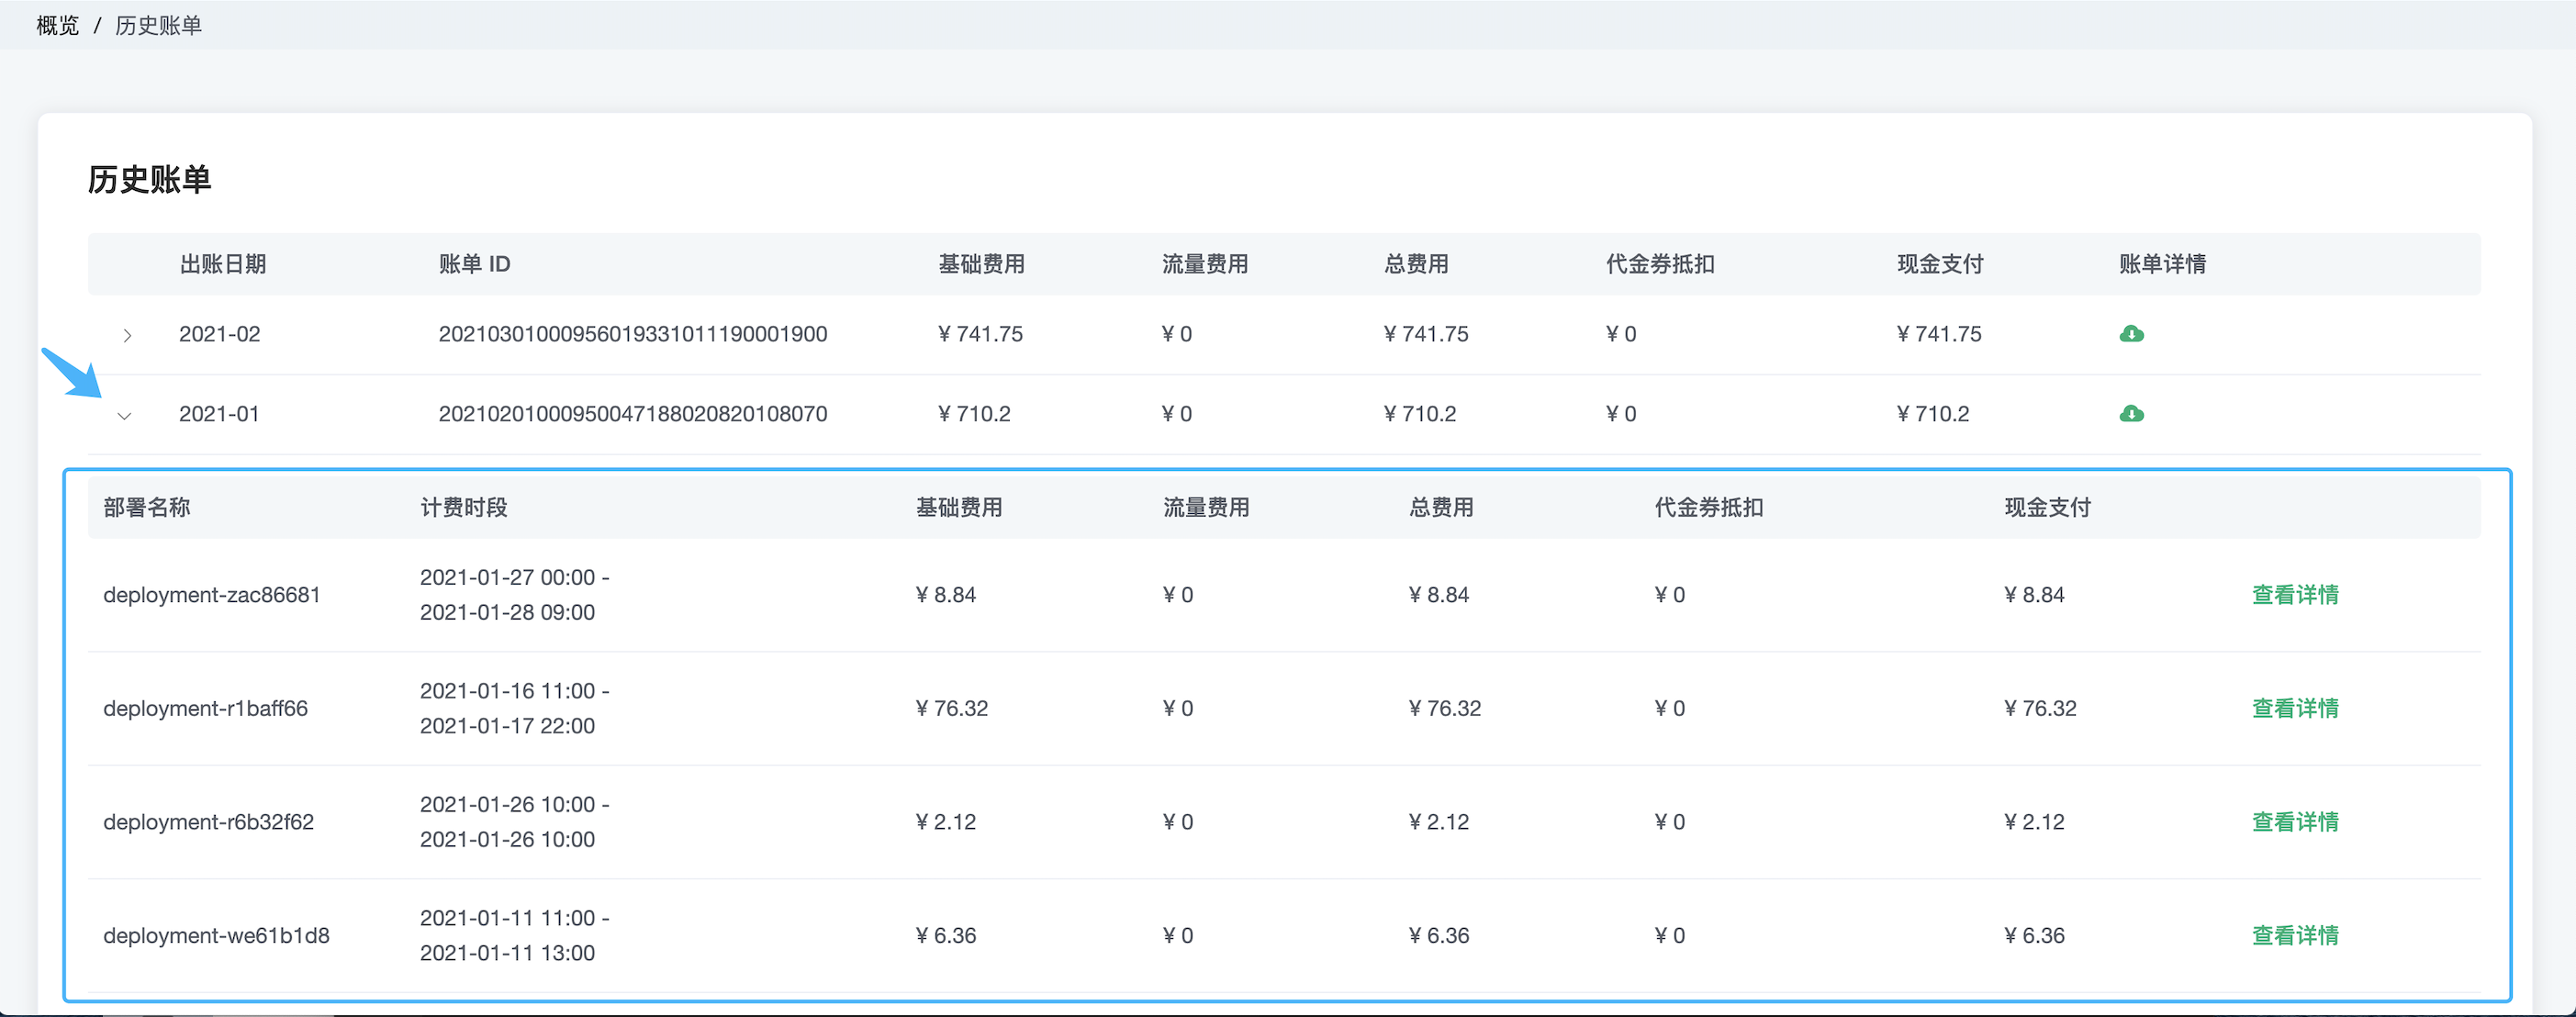 概览 / 历史账单
历史账单
出账日期 账单 ID 基础费用 流量费用 总费用 代金券抵扣 现金支付 账单详情
2021-02 20210301000956019331011190001900 ¥ 741.75 ¥ 0 ¥ 741.75 ¥ 0 ¥ 741.75
2021-01 20210201000950047188020820108070 ¥ 710.2 ¥ 0 ¥ 710.2 ¥ 0 ¥ 710.2
部署名称 计费时段 基础费用 流量费用 总费用 代金券抵扣 现金支付
deployment-zac86681 2021-01-27 00:00 - ¥ 8.84 ¥ 0 ¥ 8.84 ¥ 0 ¥ 8.84 查看详情
2021-01-28 09:00
deployment-r1baff66 2021-01-16 11:00 - ¥ 76.32 ¥ 0 ¥ 76.32 ¥ 0 ¥ 76.32 查看详情
2021-01-17 22:00
deployment-r6b32f62 2021-01-26 10:00 - ¥ 2.12 ¥ 0 ¥ 2.12 ¥ 0 ¥ 2.12 查看详情
2021-01-26 10:00
deployment-we61b1d8 2021-01-11 11:00 - ¥ 6.36 ¥ 0 ¥ 6.36 ¥ 0 ¥ 6.36 查看详情
2021-01-11 13:00